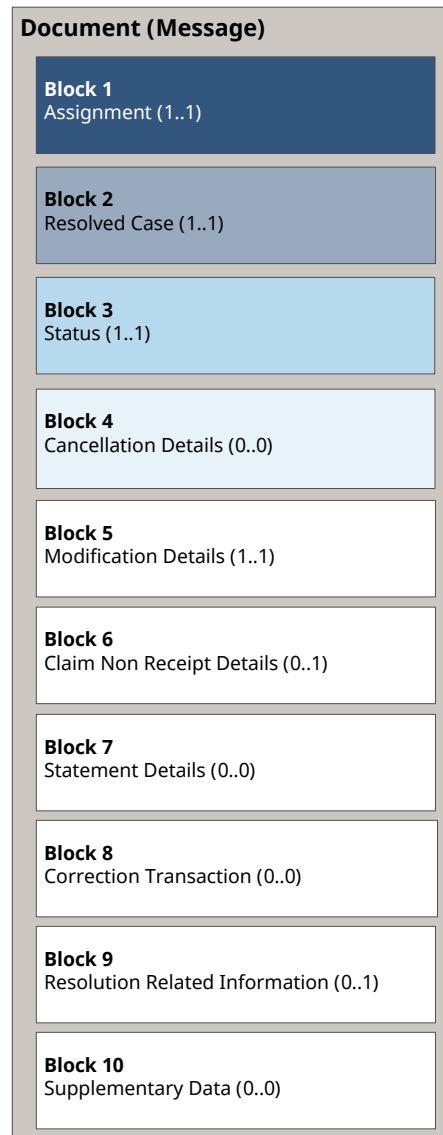 Document (Message)
Block 1
Assignment (1..1)
Block 2
Resolved Case (1..1)
Block 3
Status (1..1)
Block 4
Cancellation Details (0..0)
Block 5
Modification Details (1..1)
Block 6
Claim Non Receipt Details (0..1)
Block 7
Statement Details (0..0)
Block 8
Correction Transaction (0..0)
Block 9
Resolution Related Information (0..1)
Block 10
Supplementary Data (0..0)